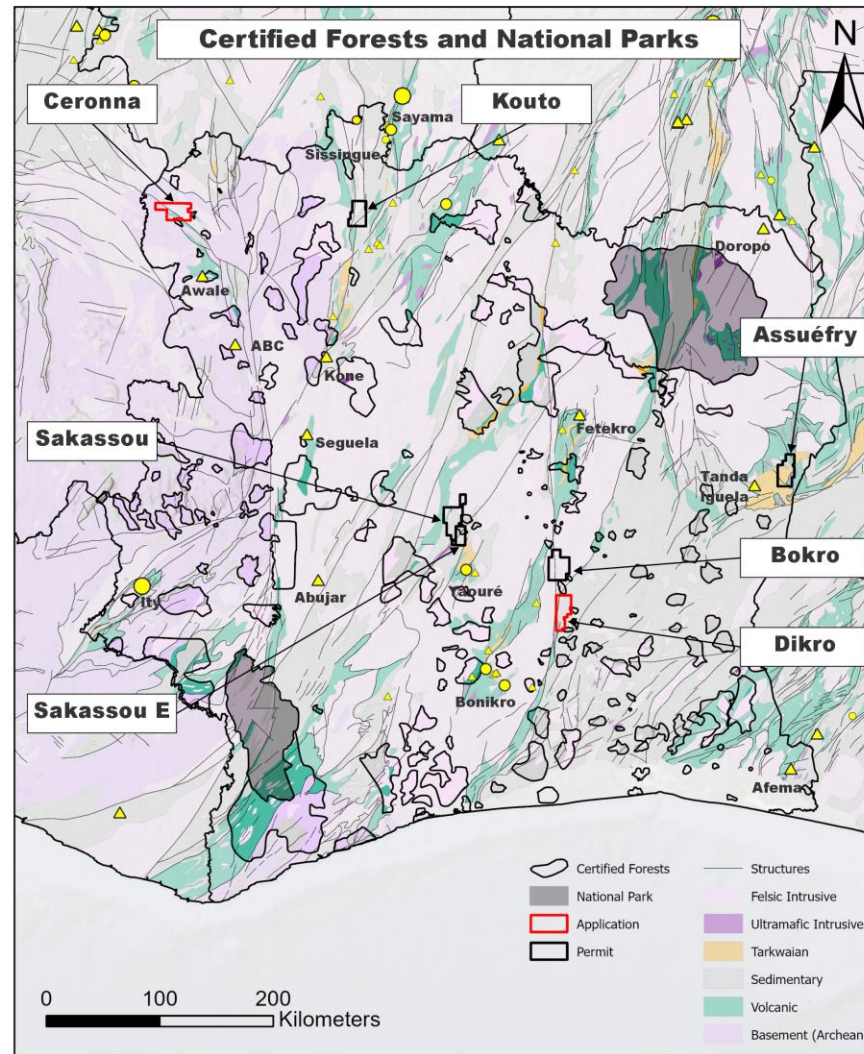 Certified Forests and National Parks
N
Ceronna
Kouto
Sayama
Sissingue
Doropo
Awale
Assuéfry
ABC
Kone
Sakassou
Seguela
Fetekro
Tanda
Iguela
Bokro
Ity
Abujar
Yaouré
Dikro
Sakassou E
Bonikro
Afema
Certified Forests
National Park
Application
Permit
Structures
Felsic Intrusive
Ultramafic Intrusive
Tarkwaian
Sedimentary
Volcanic
Basement (Archean
0 100 200
Kilometers